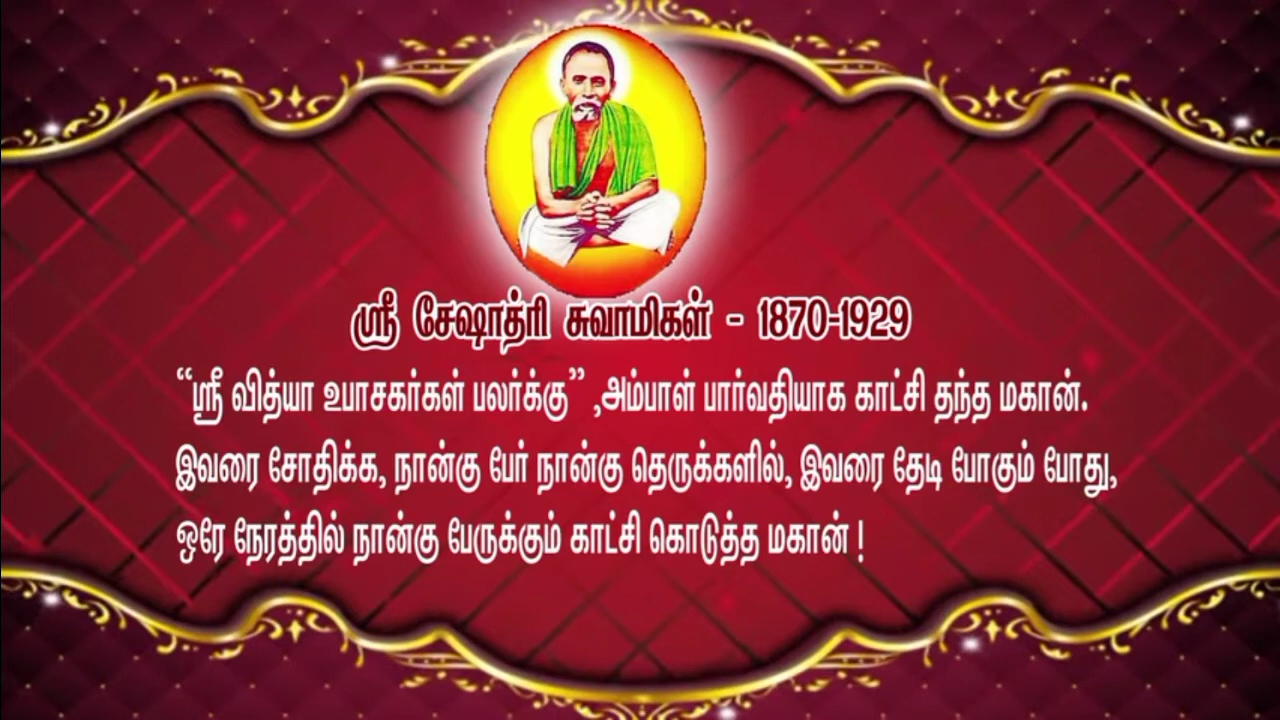 ஸ்ரீ சேஷாத்ரி சுவாமிகள் - 1870-1929
“ஸ்ரீ வித்யா உபாசகர்கள் பலர்க்கு” ,அம்பாள் பார்வதியாக காட்சி தந்த மகான்.
இவரை சோதிக்க, நான்கு பேர் நான்கு தெருக்களில், இவரை தேடி போகும் போது,
ஒரே நேரத்தில் நான்கு பேருக்கும் காட்சி கொடுத்த மகான் !